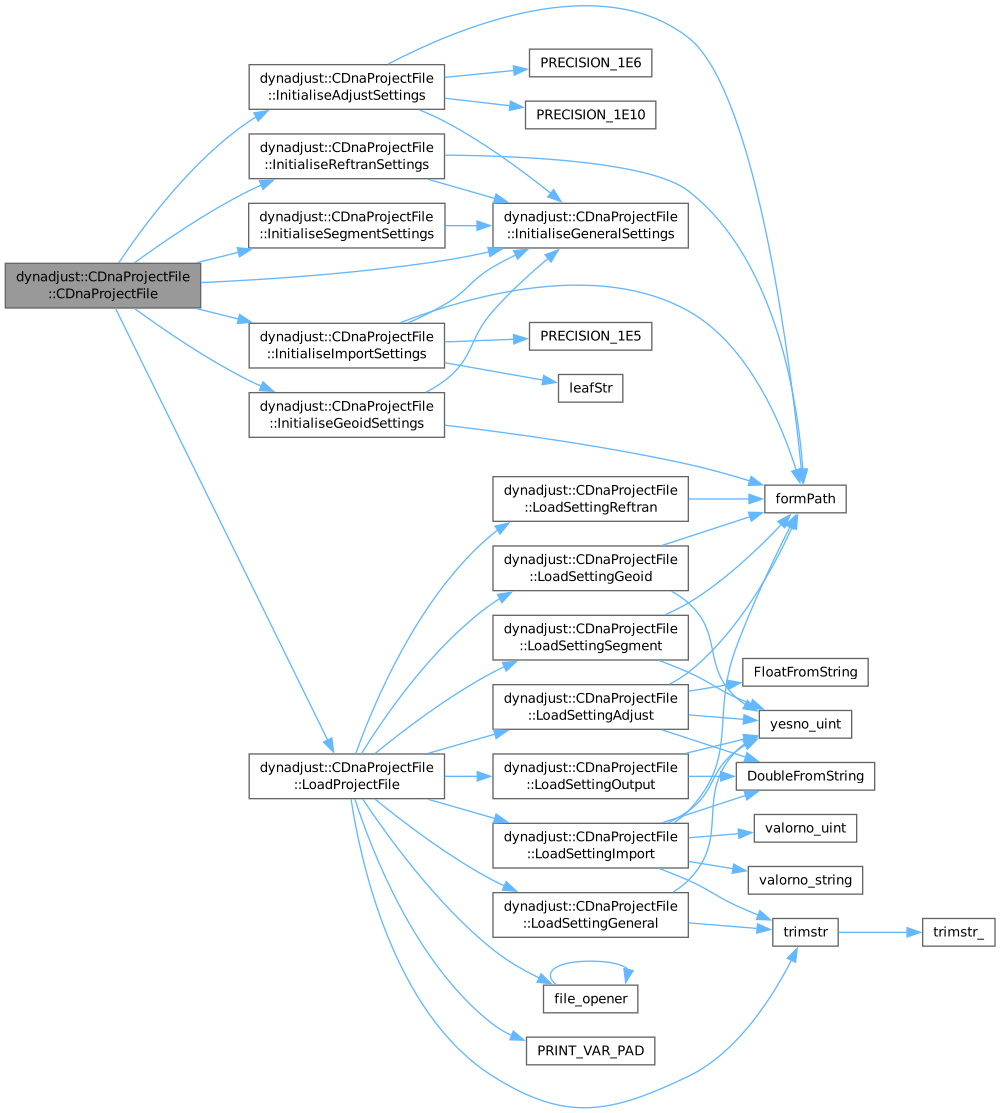 dynadjust::CDnaProjectFile
::CDnaProjectFile
dynadjust::CDnaProjectFile
::InitialiseAdjustSettings
dynadjust::CDnaProjectFile
::InitialiseReftranSettings
dynadjust::CDnaProjectFile
::InitialiseSegmentSettings
dynadjust::CDnaProjectFile
::InitialiseImportSettings
dynadjust::CDnaProjectFile
::InitialiseGeoidSettings
dynadjust::CDnaProjectFile
::LoadProjectFile
PRECISION_1E6
PRECISION_1E10
dynadjust::CDnaProjectFile
::InitialiseGeneralSettings
PRECISION_1E5
leafStr
dynadjust::CDnaProjectFile
::LoadSettingReftran
dynadjust::CDnaProjectFile
::LoadSettingGeoid
dynadjust::CDnaProjectFile
::LoadSettingSegment
dynadjust::CDnaProjectFile
::LoadSettingAdjust
dynadjust::CDnaProjectFile
::LoadSettingOutput
dynadjust::CDnaProjectFile
::LoadSettingImport
dynadjust::CDnaProjectFile
::LoadSettingGeneral
file_opener
PRINT_VAR_PAD
formPath
FloatFromString
yesno_uint
DoubleFromString
valorno_uint
valorno_string
trimstr
trimstr_